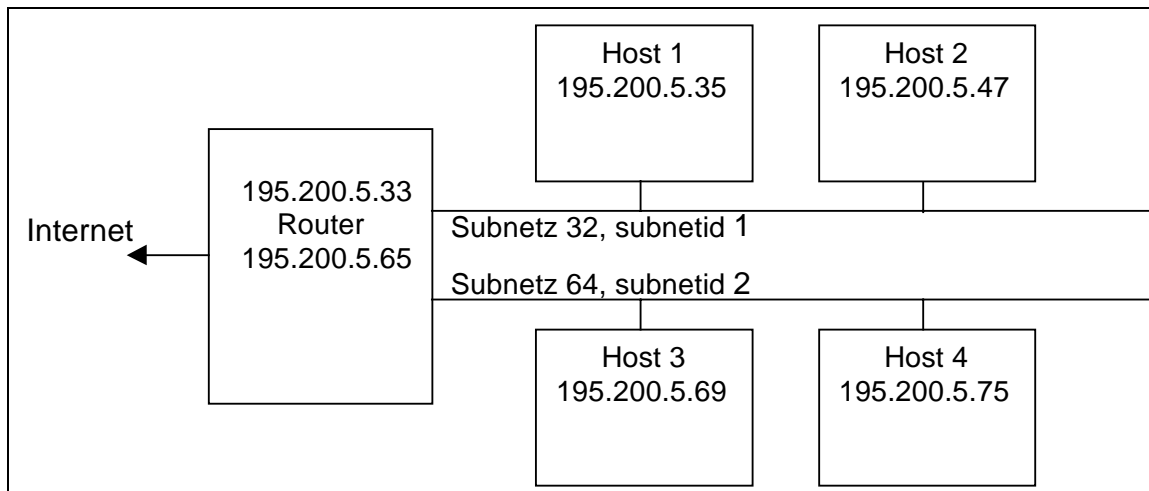 Host 1
195.200.5.35
Host 2
195.200.5.47
195.200.5.33
Router
195.200.5.65
Internet
Subnetz 32, subnetid 1
Subnetz 64, subnetid 2
Host 3
195.200.5.69
Host 4
195.200.5.75